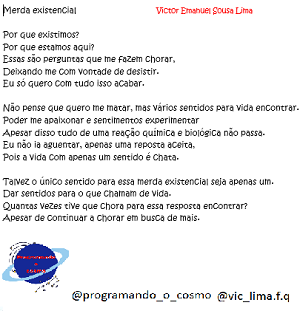 Merda existencial Victor Emanuel Sousa Lima
Por que existimos?
Por que estamos aqui?
Essas são perguntas que me fazem chorar,
Deixando me com vontade de desistir.
Eu só quero com tudo isso acabar.
Não pense que quero me matar, mas vários sentidos para vida encontrar.
Poder me apaixonar e sentimentos experimentar
Apesar disso tudo de uma reação química e biológica não passa.
Eu não ia aguentar, apenas uma reposta aceita,
Pois a vida com apenas um sentido é chata.
Talvez o único sentido para essa merda existencial seja apenas um.
Dar sentidos para o que chamam de vida.
Quantas vezes tive que chora para essa resposta encontrar?
Apesar de continuar a chorar em busca de mais.
@programando_o_cosmo @vic_lima.f.q